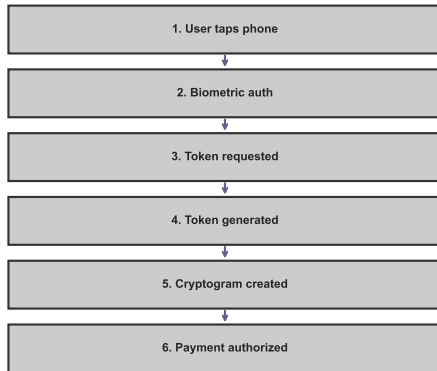 1. User taps phone
2. Biometric auth
3. Token requested
4. Token generated
5. Cryptogram created
6. Payment authorized